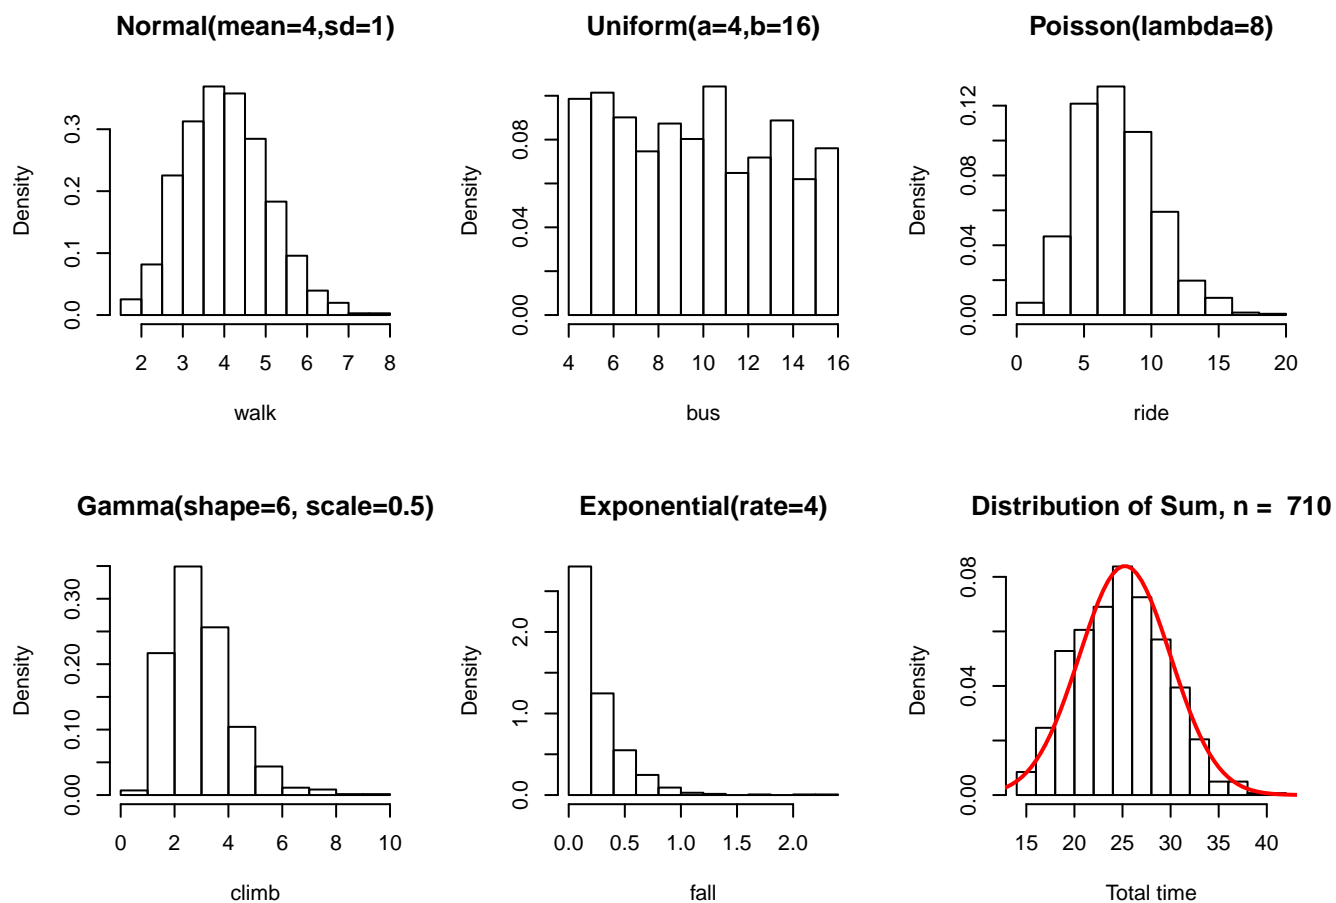 Normal(mean=4,sd=1)
Density
0.0 0.1 0.2 0.3
2 3 4 5 6 7 8
walk
Uniform(a=4,b=16)
Density
0.00 0.04 0.08
4 6 8 10 12 14 16
bus
Poisson(lambda=8)
Density
0.00 0.04 0.08 0.12
0 5 10 15 20
ride
Gamma(shape=6, scale=0.5)
Density
0.00 0.10 0.20 0.30
0 2 4 6 8 10
climb
Exponential(rate=4)
Density
0.0 1.0 2.0
0.0 0.5 1.0 1.5 2.0
fall
Distribution of Sum, n =  710
Density
0.00 0.04 0.08
15 20 25 30 35 40
Total time